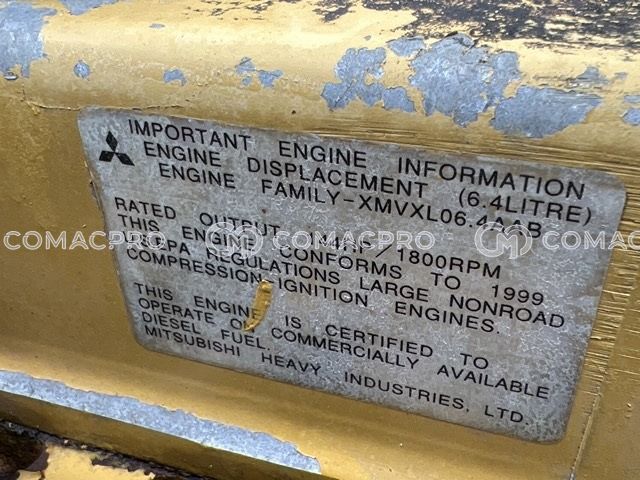 IMPORTANT ENGINE INFORMATION
ENGINE DISPLACEMENT (6.4LITRE)
ENGINE FAMILY-XMVXL06.4AAB
RATED OUTPUT /1800RPM
THIS ENGINE CONFORMS TO 1999
REGULATIONS LARGE NONROAD
COMPRESSION-IGNITION ENGINES.
THIS ENGINE IS CERTIFIED TO
OPERATE ON COMMERCIALLY AVAILABLE
DIESEL FUEL.
MITSUBISHI HEAVY INDUSTRIES, LTD.
COMACPRO COMACPRO COMAC